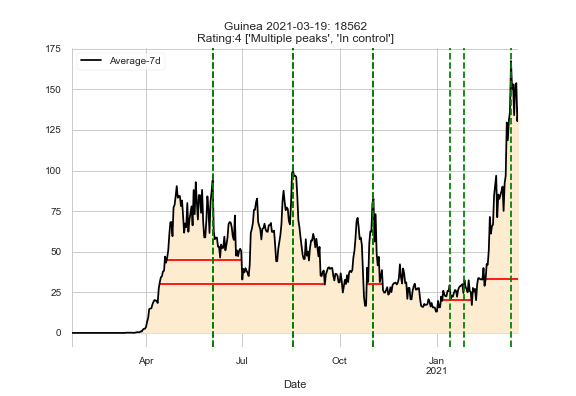 Guinea 2021-03-19: 18562
Rating:4 ['Multiple peaks', 'In control']
Average-7d
175
150
125
100
75
50
25
0
Apr
Jul
Oct
Jan
2021
Date